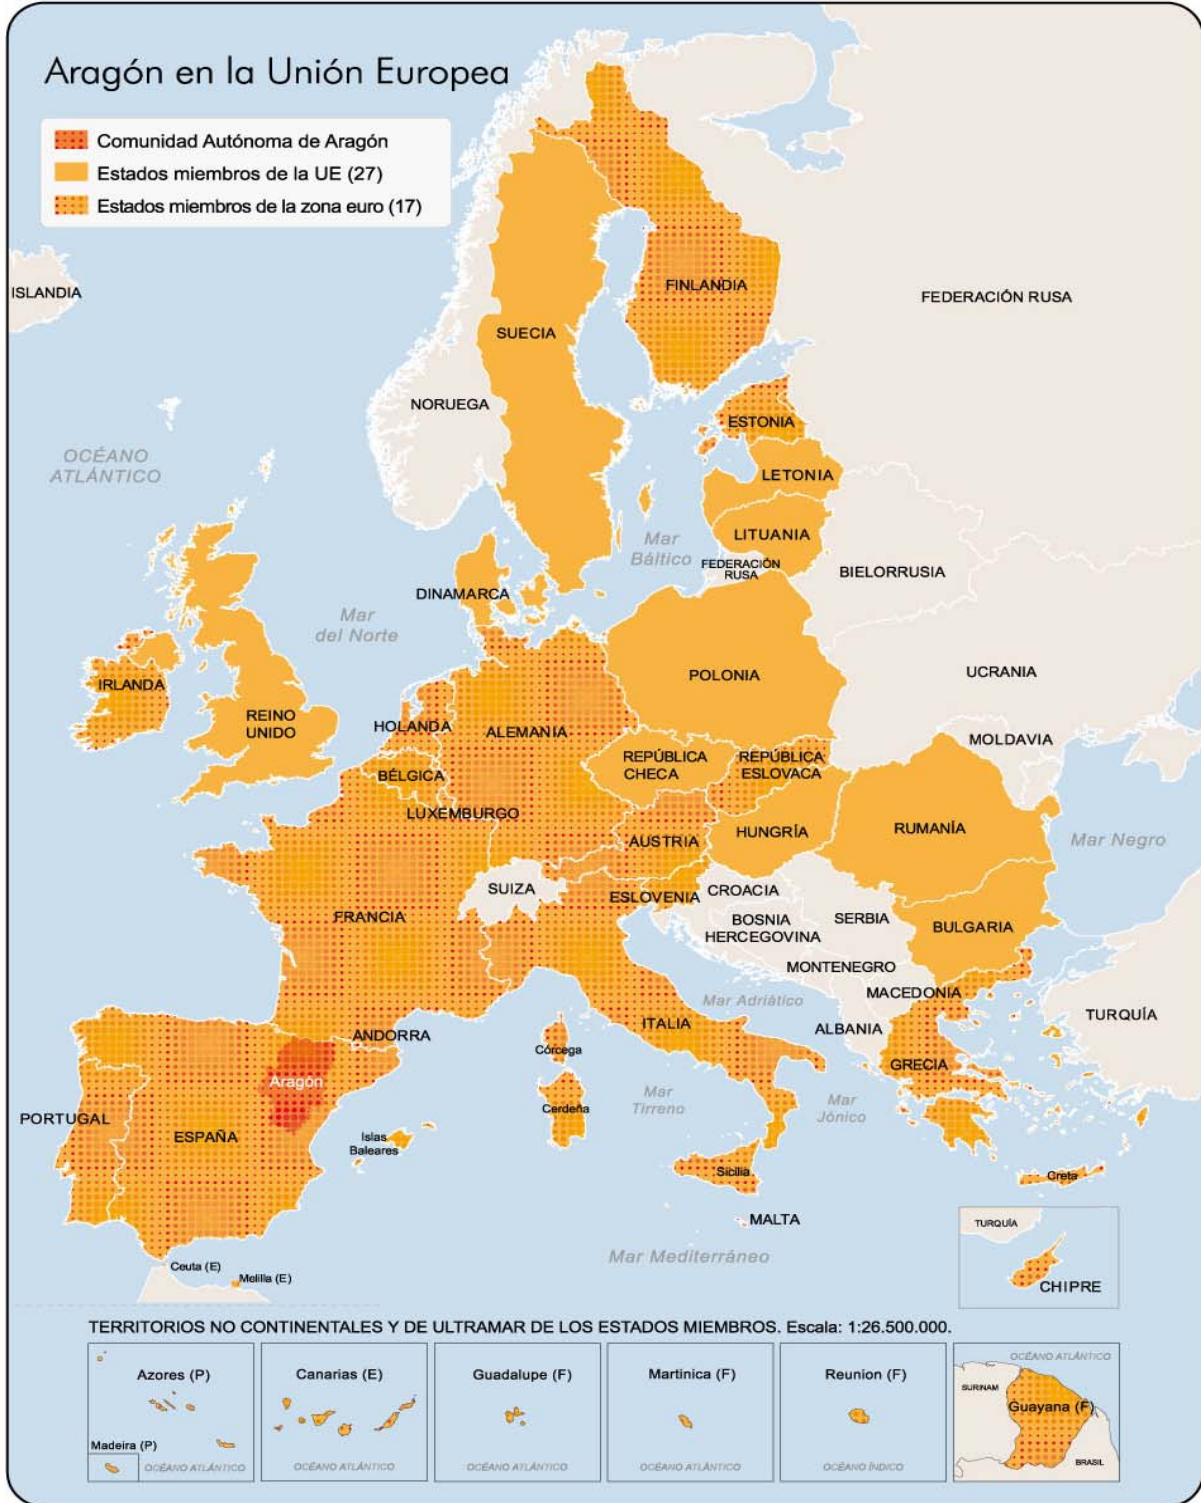 Aragón en la Unión Europea
Comunidad Autónoma de Aragón
Estados miembros de la UE (27)
Estados miembros de la zona euro (17)
ISLANDIA
FINLANDIA
FEDERACIÓN RUSA
SUECIA
NORUEGA
ESTONIA
OCÉANO
ATLÁNTICO
LETONIA
LITUANIA
Mar
Báltico
FEDERACIÓN
RUSA
BIELORRUSIA
DINAMARCA
Mar
del Norte
IRLANDA
REINO
UNIDO
POLONIA
UCRANIA
HOLANDA
ALEMANIA
MOLDAVIA
BÉLGICA
REPÚBLICA
CHECA
REPÚBLICA
ESLOVACA
LUXEMBURGO
AUSTRIA
HUNGRÍA
RUMANÍA
Mar Negro
SUIZA
ESLOVENIA
CROACIA
FRANCIA
BOSNIA
HERCEGOVINA
SERBIA
BULGARIA
MONTENEGRO
MACEDONIA
Mar Adriático
ITALIA
ALBANIA
TURQUÍA
ANDORRA
Córcega
GRECIA
Aragón
PORTUGAL
ESPAÑA
Islas
Baleares
Cerdeña
Mar
Tirreno
Mar
Jónico
Sicilia
Creta
MALTA
Mar Mediterráneo
TURQUÍA
CHIPRE
Ceuta (E)
Melilla (E)
TERRITORIOS NO CONTINENTALES Y DE ULTRAMAR DE LOS ESTADOS MIEMBROS. Escala: 1:26.500.000.
Azores (P)
Madeira (P)
OCÉANO ATLÁNTICO
Canarias (E)
OCÉANO ATLÁNTICO
Guadalupe (F)
OCÉANO ATLÁNTICO
Martinica (F)
OCÉANO ATLÁNTICO
Reunion (F)
OCÉANO ÍNDICO
OCÉANO ATLÁNTICO
SURINAM
Guayana (F)
BRASIL